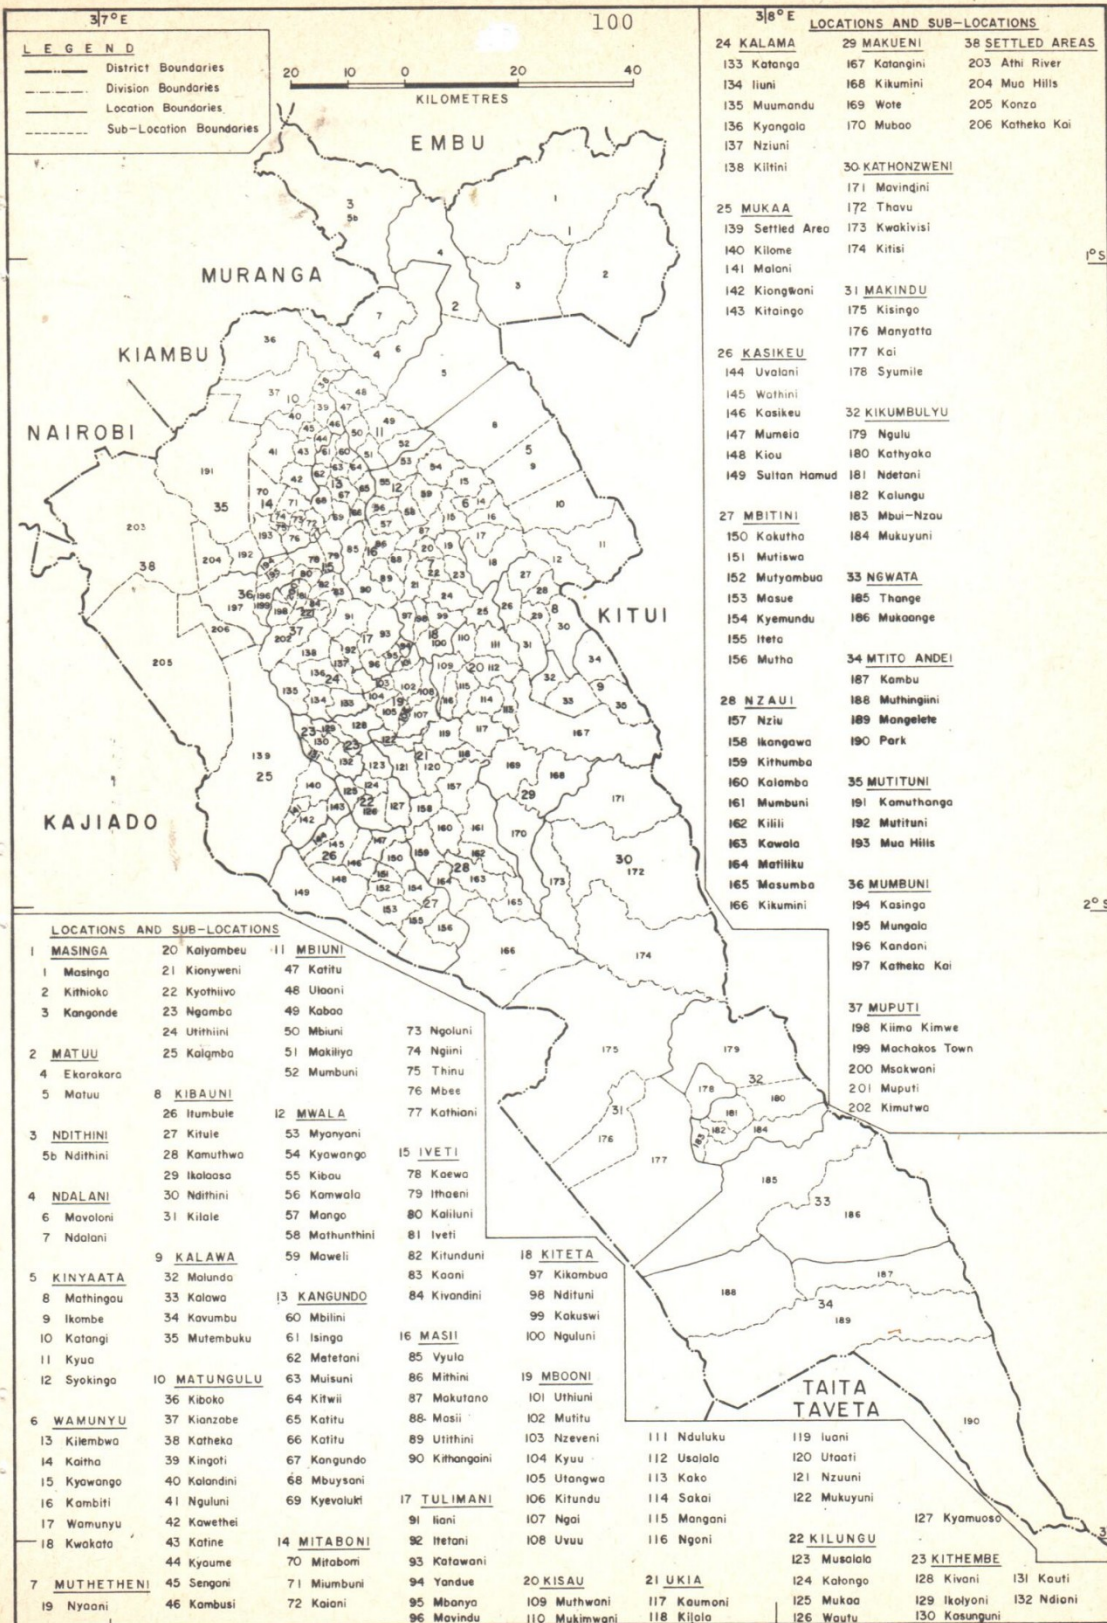 37°E
100
38°E
LEGEND
District Boundaries
Division Boundaries
Location Boundaries
Sub-Location Boundaries
20 10 0 20 40
KILOMETRES
EMBU
MURANGA
KIAMBU
NAIROBI
KITUI
KAJIADO
TAITA
TAVETA
1°S
2°S
3°
LOCATIONS AND SUB-LOCATIONS
24 KALAMA
133 Katanga
134 Iiuni
135 Muumandu
136 Kyangala
137 Nziuni
138 Kiitini
25 MUKAA
139 Settled Area
140 Kilome
141 Malani
142 Kiongwani
143 Kitaingo
26 KASIKEU
144 Uvalani
145 Wathini
146 Kasikeu
147 Mumeia
148 Kiou
149 Sultan Hamud
27 MBITINI
150 Kakutha
151 Mutiswa
152 Mutyambua
153 Masue
154 Kyemundu
155 Iteta
156 Mutha
28 NZAUI
157 Nziu
158 Ikangawa
159 Kithumba
160 Kalamba
161 Mumbuni
162 Kilili
163 Kawala
164 Matiliku
165 Masumba
166 Kikumini
29 MAKUENI
167 Katangini
168 Kikumini
169 Wote
170 Mubao
30 KATHONZWENI
171 Mavindini
172 Thavu
173 Kwakivisi
174 Kitisi
31 MAKINDU
175 Kisingo
176 Manyatta
177 Kai
178 Syumile
32 KIKUMBULYU
179 Ngulu
180 Kathyaka
181 Ndetani
182 Kalungu
183 Mbui-Nzau
184 Mukuyuni
33 NGWATA
185 Thange
186 Mukaange
34 MTITO ANDEI
187 Kambu
188 Muthingiini
189 Mangelete
190 Park
35 MUTITUNI
191 Kamuthanga
192 Mutituni
193 Mua Hills
36 MUMBUNI
194 Kasinga
195 Mungala
196 Kandani
197 Katheka Kai
37 MUPUTI
198 Kiima Kimwe
199 Machakos Town
200 Msakwani
201 Muputi
202 Kimutwa
38 SETTLED AREAS
203 Athi River
204 Mua Hills
205 Konza
206 Katheka Kai
LOCATIONS AND SUB-LOCATIONS
1 MASINGA
1 Masinga
2 Kithioko
3 Kangonde
2 MATUU
4 Ekarakara
5 Matuu
3 NDITHINI
5b Ndithini
4 NDALANI
6 Mavoloni
7 Ndalani
5 KINYAATA
8 Mathingau
9 Ikombe
10 Katangi
11 Kyua
12 Syokinga
6 WAMUNYU
13 Kilembwa
14 Kaitha
15 Kyawango
16 Kambiti
17 Wamunyu
18 Kwakata
7 MUTHETHENI
19 Nyaani
20 Kalyambeu
21 Kionyweni
22 Kyathiivo
23 Ngamba
24 Utithiini
25 Kalamba
8 KIBAUNI
26 Itumbule
27 Kitule
28 Kamuthwa
29 Ikalaasa
30 Ndithini
31 Kilale
9 KALAWA
32 Malunda
33 Kalawa
34 Kavumbu
35 Mutembuku
10 MATUNGULU
36 Kiboko
37 Kianzabe
38 Katheka
39 Kingoti
40 Kalandini
41 Nguluni
42 Kawethei
43 Katine
44 Kyaume
45 Sengani
46 Kambusi
11 MBIUNI
47 Katitu
48 Ulaani
49 Kabaa
50 Mbiuni
51 Makiliya
52 Mumbuni
12 MWALA
53 Myanyani
54 Kyawango
55 Kibau
56 Kamwala
57 Mango
58 Mathunthini
59 Maweli
13 KANGUNDO
60 Mbilini
61 Isinga
62 Matetani
63 Muisuni
64 Kitwii
65 Katitu
66 Katitu
67 Kangundo
68 Mbuysani
69 Kyevaluki
14 MITABONI
70 Mitaboni
71 Miumbuni
72 Kaiani
73 Ngoluni
74 Ngiini
75 Thinu
76 Mbee
77 Kathiani
15 IVETI
78 Kaewa
79 Ithaeni
80 Kaliluni
81 Iveti
82 Kitunduni
83 Kaani
84 Kivandini
16 MASII
85 Vyula
86 Mithini
87 Makutano
88 Masii
89 Utithini
90 Kithangaini
17 TULIMANI
91 Iiani
92 Itetani
93 Katawani
94 Yandue
95 Mbanya
96 Mavindu
18 KITETA
97 Kikambua
98 Ndituni
99 Kakuswi
100 Nguluni
19 MBOONI
101 Uthiuni
102 Mutitu
103 Nzeveni
104 Kyuu
105 Utangwa
106 Kitundu
107 Ngai
108 Uvuu
20 KISAU
109 Muthwani
110 Mukimwani
111 Nduluku
112 Usalala
113 Kako
114 Sakai
115 Mangani
116 Ngoni
21 UKIA
117 Kaumoni
118 Kilala
119 Iuani
120 Utaati
121 Nzuuni
122 Mukuyuni
22 KILUNGU
123 Musalala
124 Kalongo
125 Mukaa
126 Wautu
127 Kyamuoso
23 KITHEMBE
128 Kivani
129 Ikolyoni
130 Kasunguni
131 Kauti
132 Ndiani